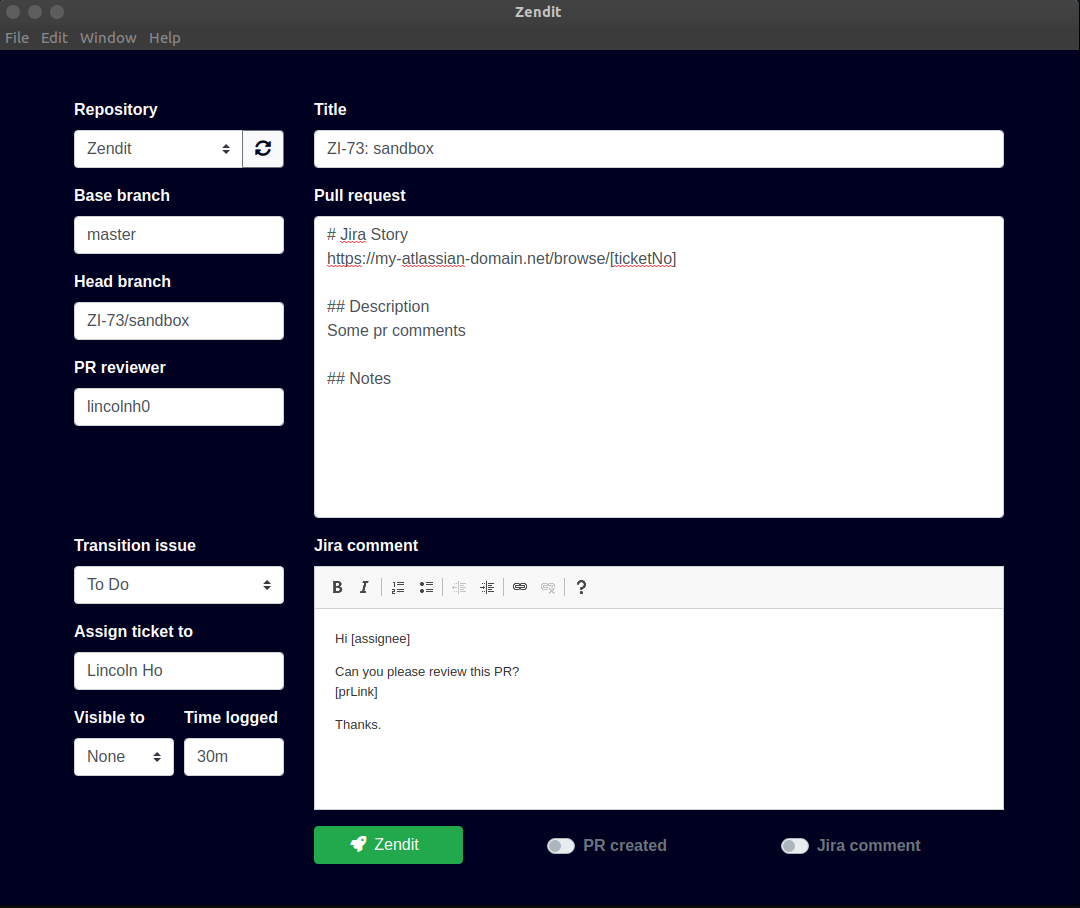 Zendit
File Edit Window Help
Repository
Zendit
Base branch
master
Head branch
ZI-73/sandbox
PR reviewer
lincolnh0
Title
ZI-73: sandbox
Pull request
# Jira Story
https://my-atlassian-domain.net/browse/[ticketNo]
## Description
Some pr comments
## Notes
Transition issue
To Do
Assign ticket to
Lincoln Ho
Visible to Time logged
None 30m
Jira comment
B I ?
Hi [assignee]
Can you please review this PR?
[prLink]
Thanks.
Zendit PR created Jira comment